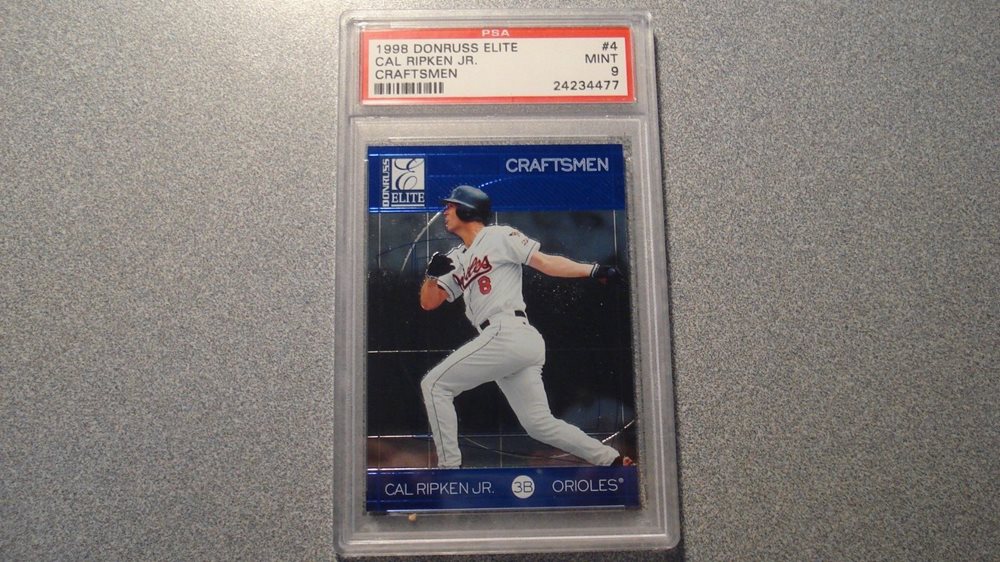 PSA
1998 DONRUSS ELITE #4
CAL RIPKEN JR. MINT
CRAFTSMEN 9
24234477
DONRUSS
E
ELITE
CRAFTSMEN
Orioles
8
CAL RIPKEN JR. 3B ORIOLES®